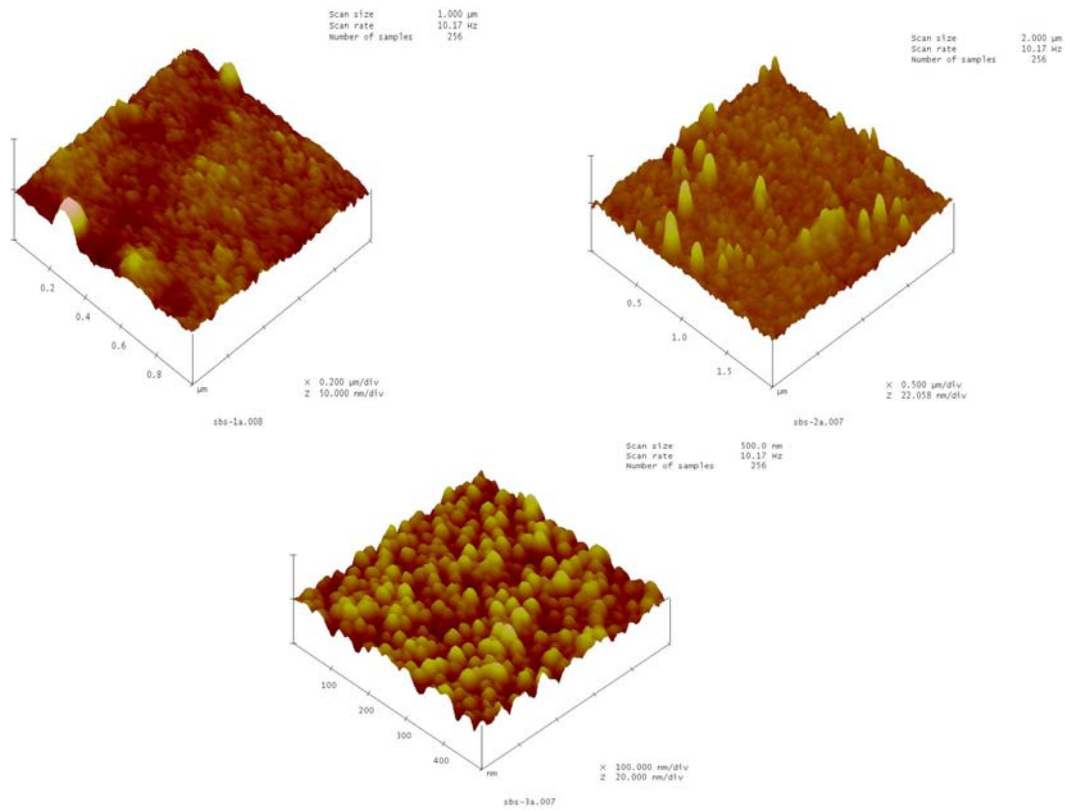 Scan size 1.000 µm
Scan rate 10.17 Hz
Number of samples 256
0.2
0.4
0.6
0.8
µm
X 0.200 µm/div
Z 50.000 nm/div
sbs-1a.008
Scan size 2.000 µm
Scan rate 10.17 Hz
Number of samples 256
0.5
1.0
1.5
µm
X 0.500 µm/div
Z 22.058 nm/div
sbs-2a.007
Scan size 500.0 nm
Scan rate 10.17 Hz
Number of samples 256
100
200
300
400
nm
X 100.000 nm/div
Z 20.000 nm/div
sbs-3a.007